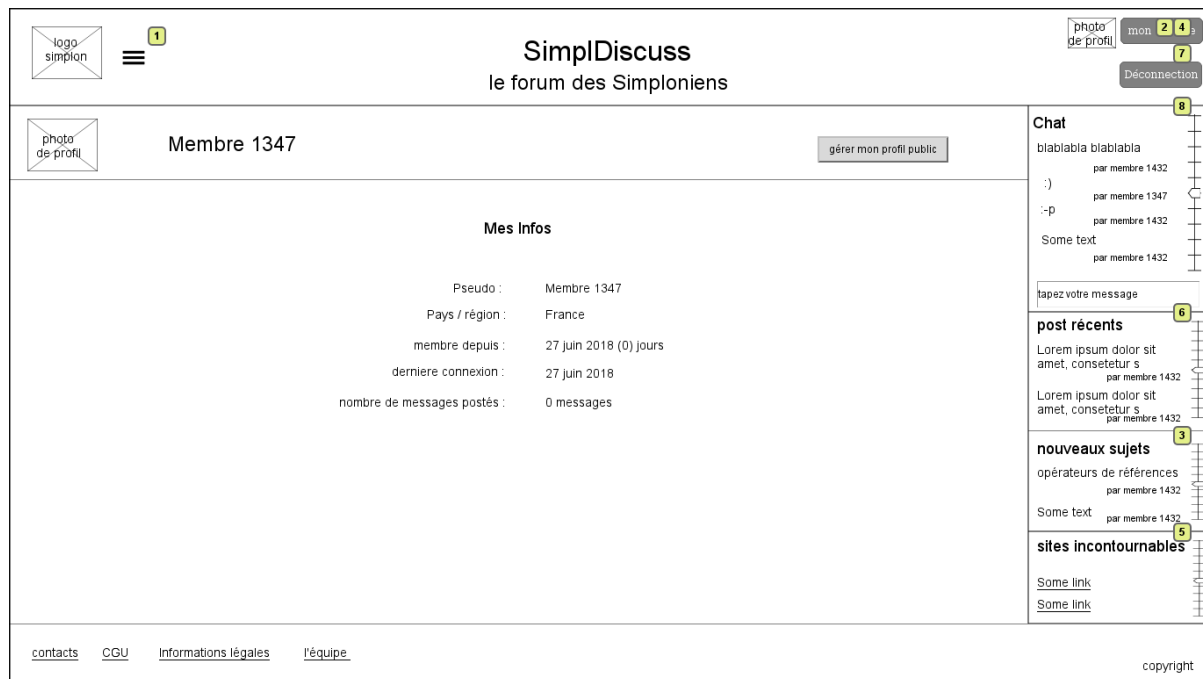 logo
simplon
1
SimplDiscuss
le forum des Simploniens
photo
de profil
mon 2 4 e
7
Déconnection
photo
de profil
Membre 1347
gérer mon profil public
Mes Infos
Pseudo : Membre 1347
Pays / région : France
membre depuis : 27 juin 2018 (0) jours
derniere connexion : 27 juin 2018
nombre de messages postés : 0 messages
8
Chat
blablabla blablabla
par membre 1432
:)
par membre 1347
:-p
par membre 1432
Some text
par membre 1432
tapez votre message
6
post récents
Lorem ipsum dolor sit
amet, consetetur s
par membre 1432
Lorem ipsum dolor sit
amet, consetetur s
par membre 1432
3
nouveaux sujets
opérateurs de références
par membre 1432
Some text
par membre 1432
5
sites incontournables
Some link
Some link
contacts CGU Informations légales l'équipe
copyright